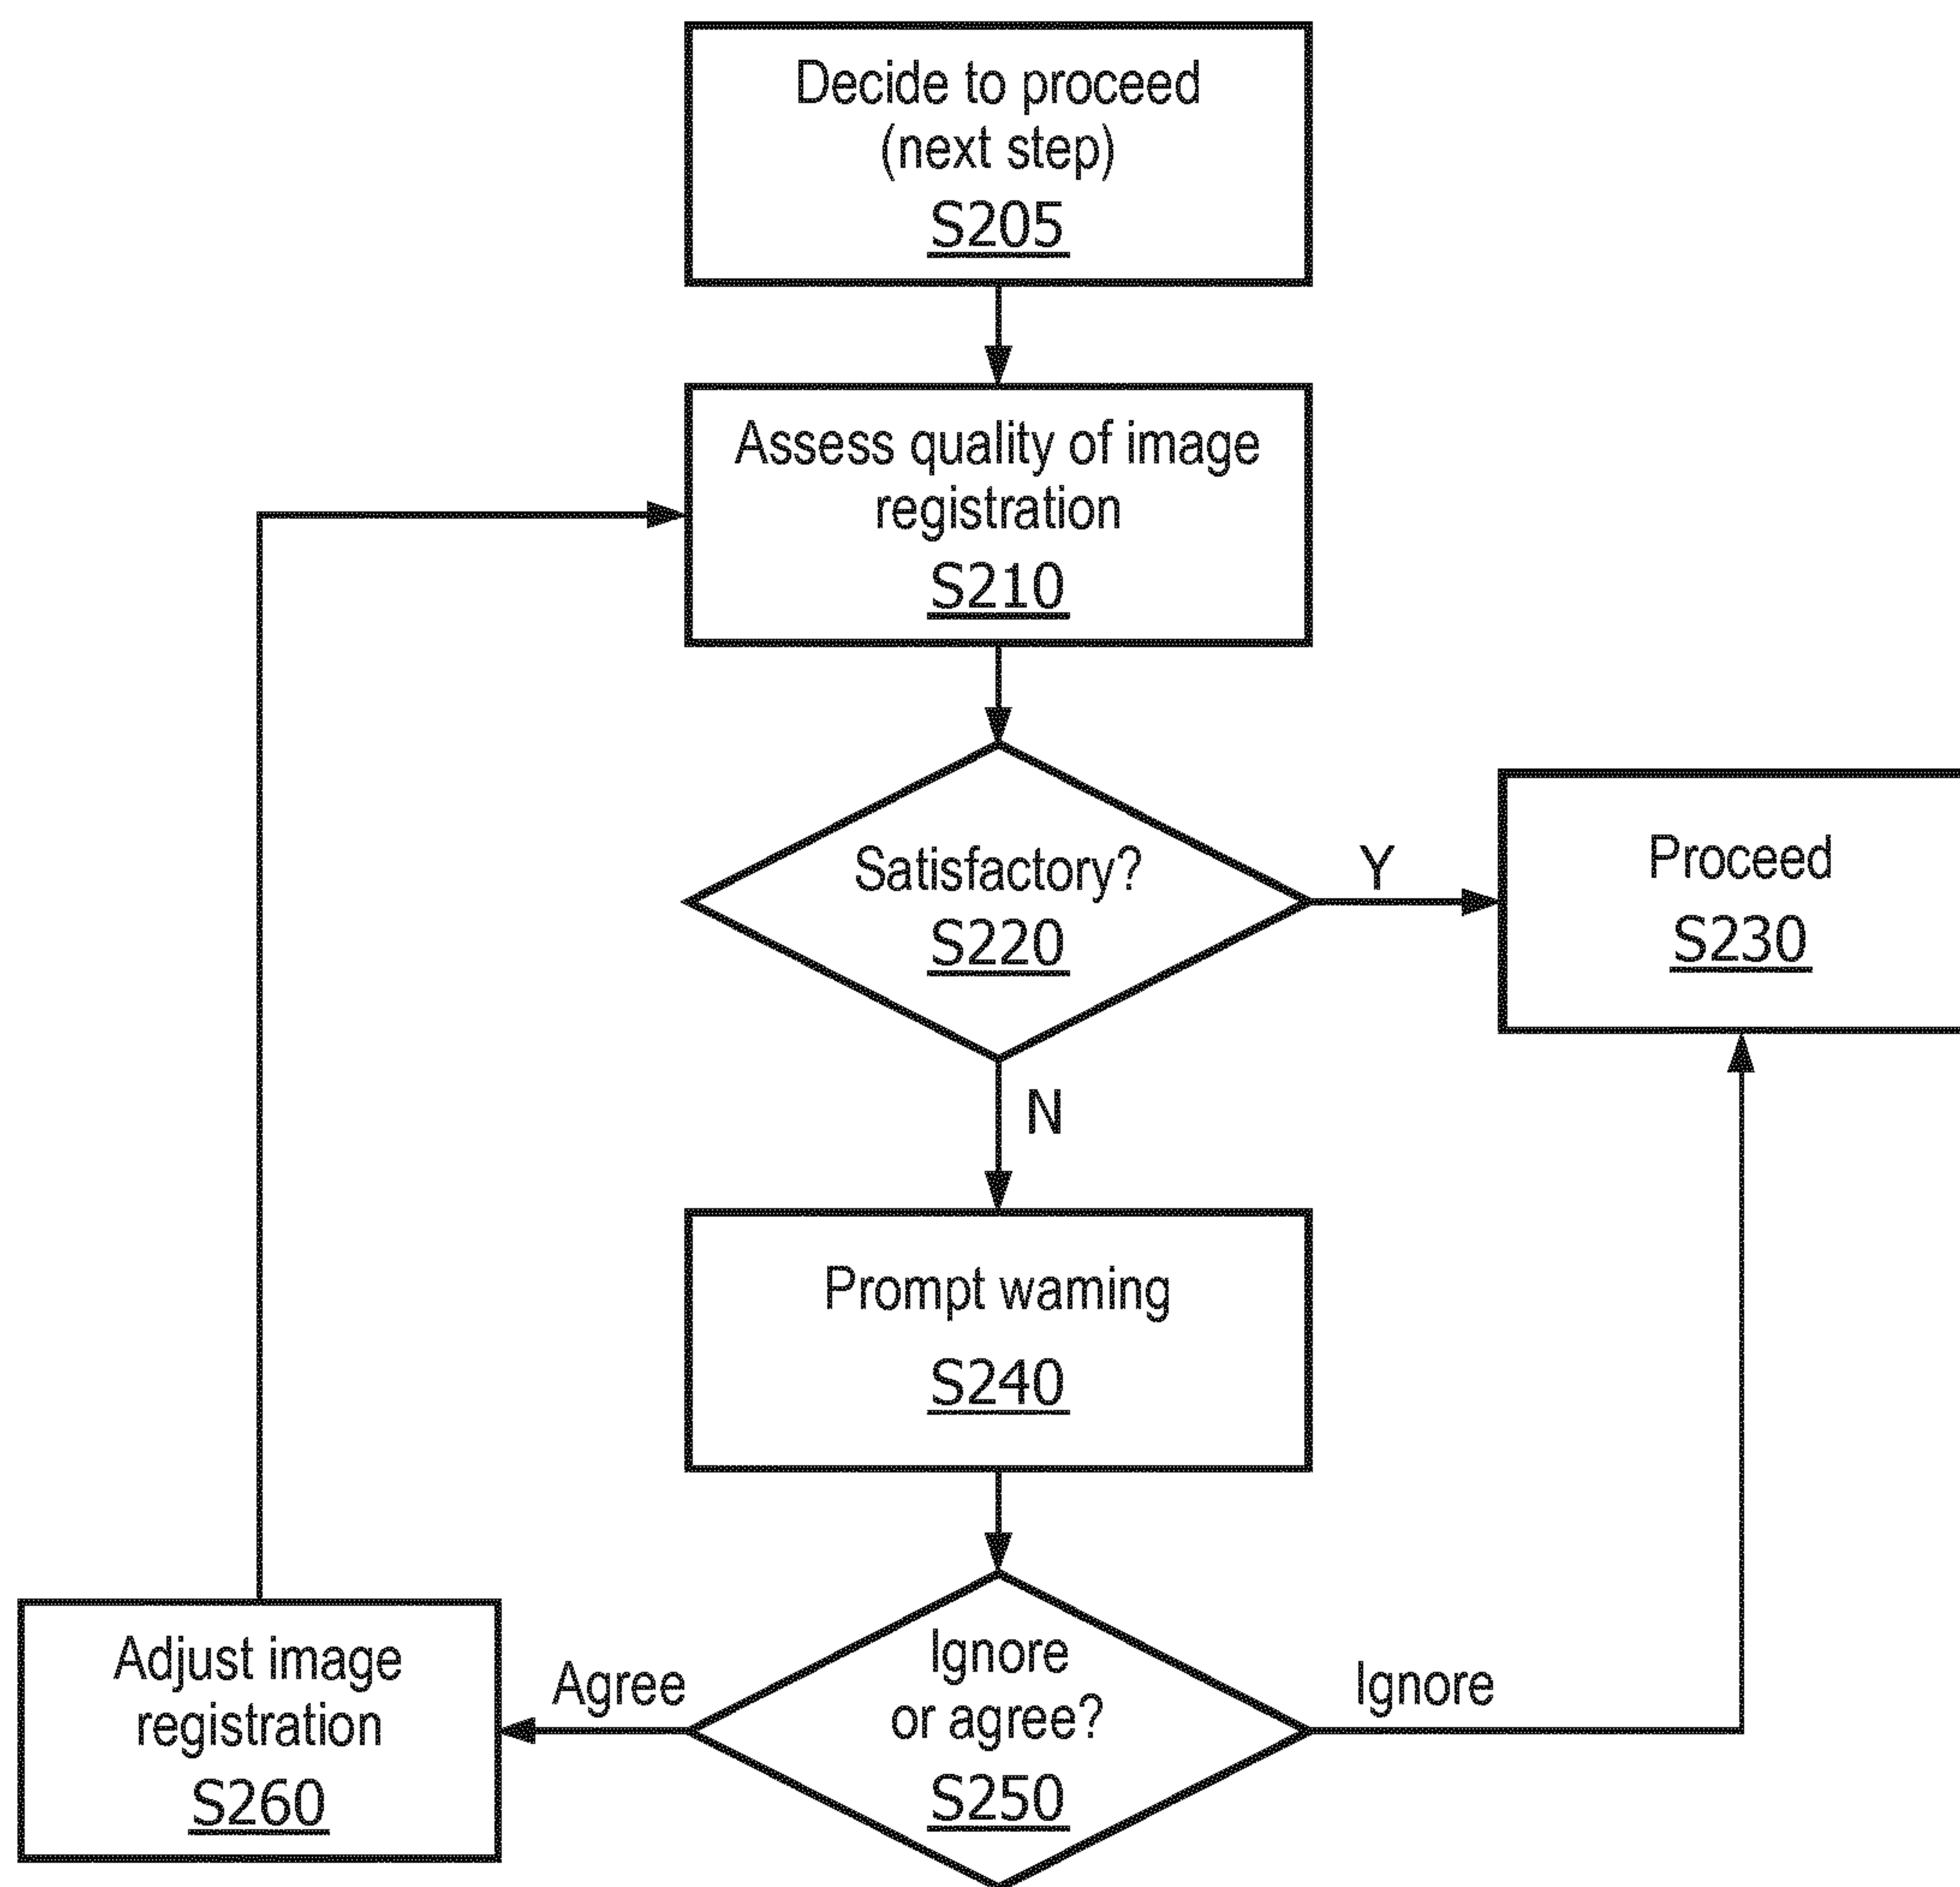 Decide to proceed
(next step)
S205
Assess quality of image
registration
S210
Satisfactory?
S220
Y
Proceed
S230
N
Prompt warning
S240
Ignore
or agree?
S250
Agree
Ignore
Adjust image
registration
S260